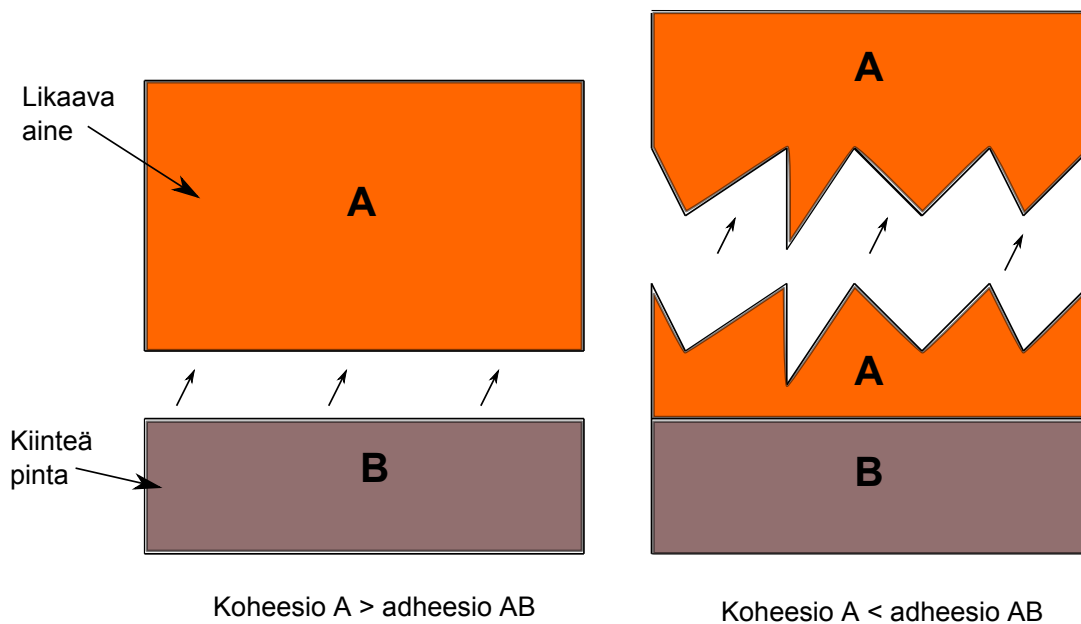 Likaava
aine
A
Kiinteä
pinta
B
Koheesio A > adheesio AB
A
A
B
Koheesio A < adheesio AB